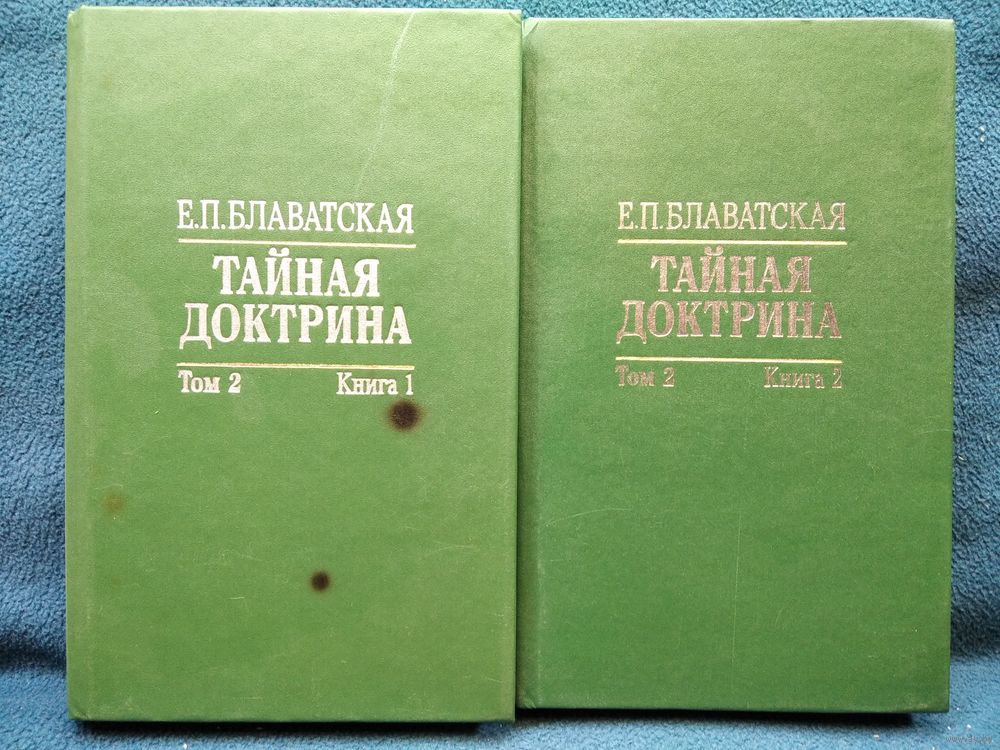 Е.П.БЛАВАТСКАЯ
ТАЙНАЯ
ДОКТРИНА
Том 2 Книга 1
Е.П.БЛАВАТСКАЯ
ТАЙНАЯ
ДОКТРИНА
Том 2 Книга 2